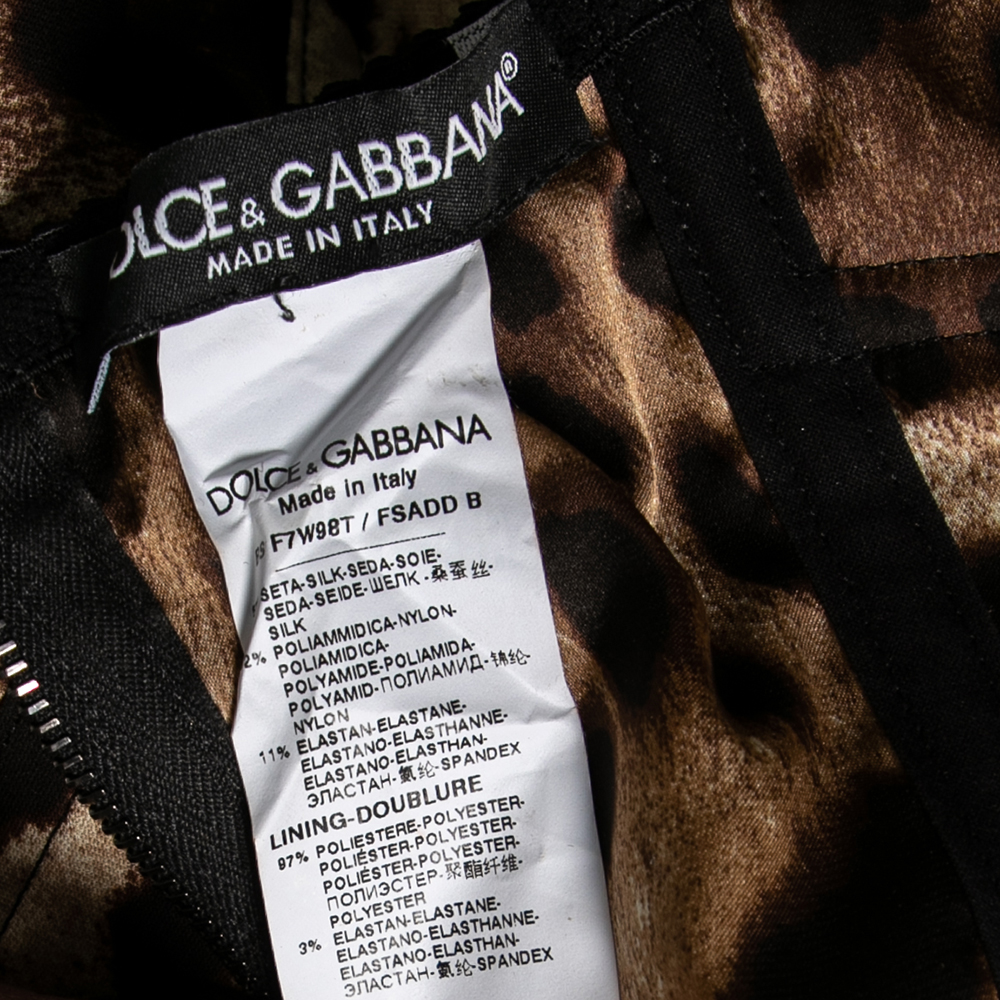 DOLCE & GABBANA®
MADE IN ITALY
DOLCE & GABBANA
Made in Italy
F7W98T / FSADD B
SETA-SILK-SEDA-SOIE-
SEDA-SEIDE-ШЕЛК-桑蚕丝-
SILK
2% POLIAMMIDICA-NYLON-
POLIAMIDICA-
POLYAMIDE-POLIAMIDA-
POLYAMID-ПОЛИАМИД-锦纶-
NYLON
11% ELASTAN-ELASTANE-
ELASTANO-ELASTHANNE-
ELASTANO-ELASTHAN-
ЭЛАСТАН-氨纶-SPANDEX
LINING-DOUBLURE
97% POLIESTERE-POLYESTER-
POLIÉSTER-POLYESTER-
POLIÉSTER-POLYESTER-
ПОЛИЭСТЕР-聚酯纤维-
POLYESTER
3% ELASTAN-ELASTANE-
ELASTANO-ELASTHANNE-
ELASTANO-ELASTHAN-
ЭЛАСТАН-氨纶-SPANDEX